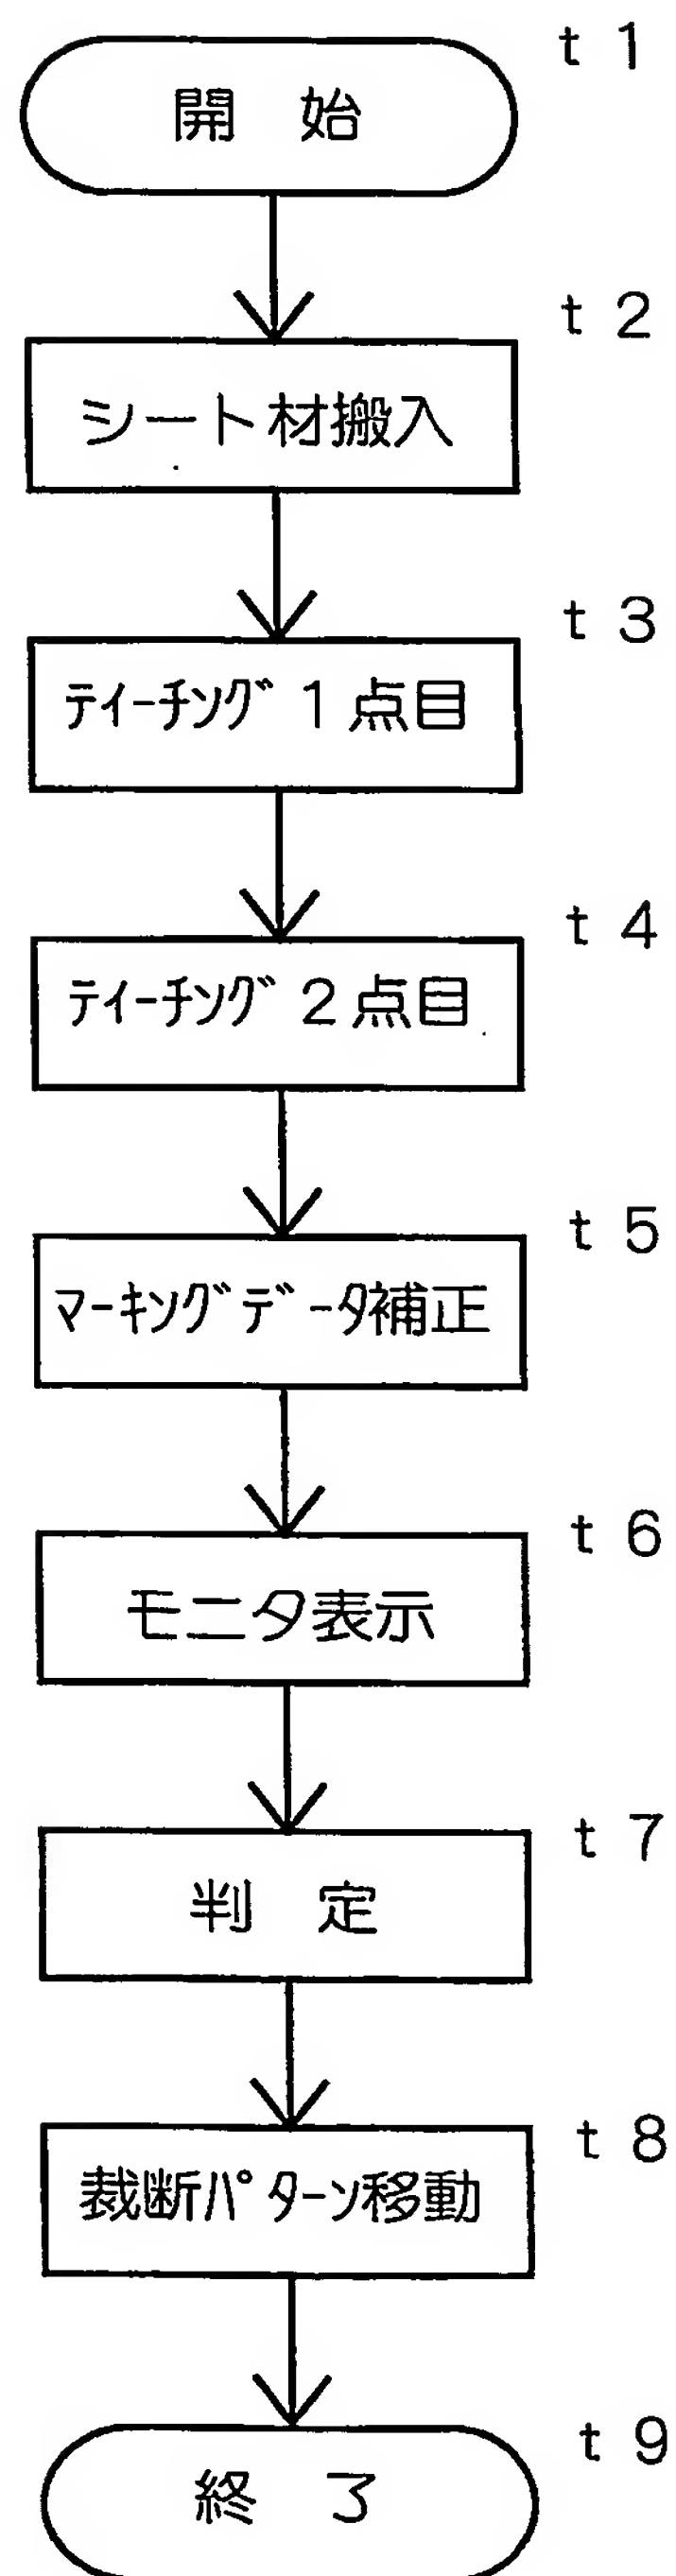 t 1
開 始
t 2
シート材搬入
t 3
ﾃｲｰﾁﾝｸﾞ 1 点目
t 4
ﾃｲｰﾁﾝｸﾞ 2 点目
t 5
ﾏｰｷﾝｸﾞﾃﾞｰﾀ補正
t 6
モニタ表示
t 7
判 定
t 8
裁断ﾊﾟﾀｰﾝ移動
t 9
終 了